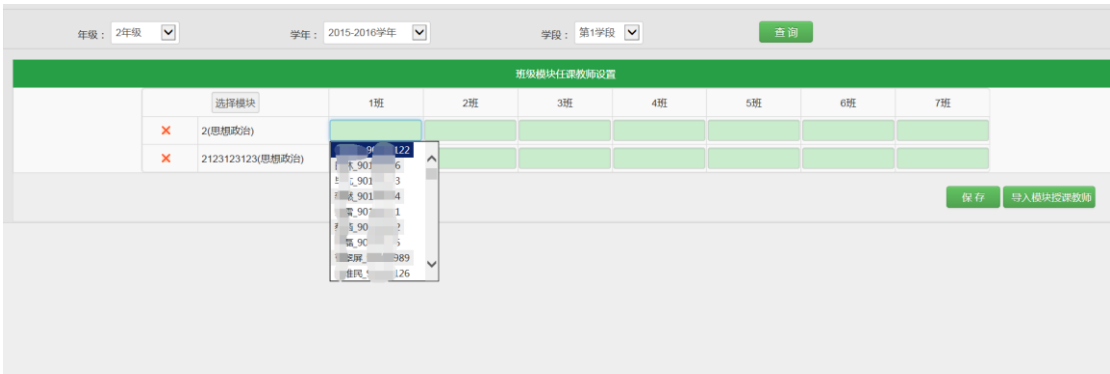 年级： 2年级 学年： 2015-2016学年 学段： 第1学段 查询
班级模块任课教师设置
选择模块 1班 2班 3班 4班 5班 6班 7班
2(思想政治)
2123123123(思想政治)
保存 导入模块授课教师